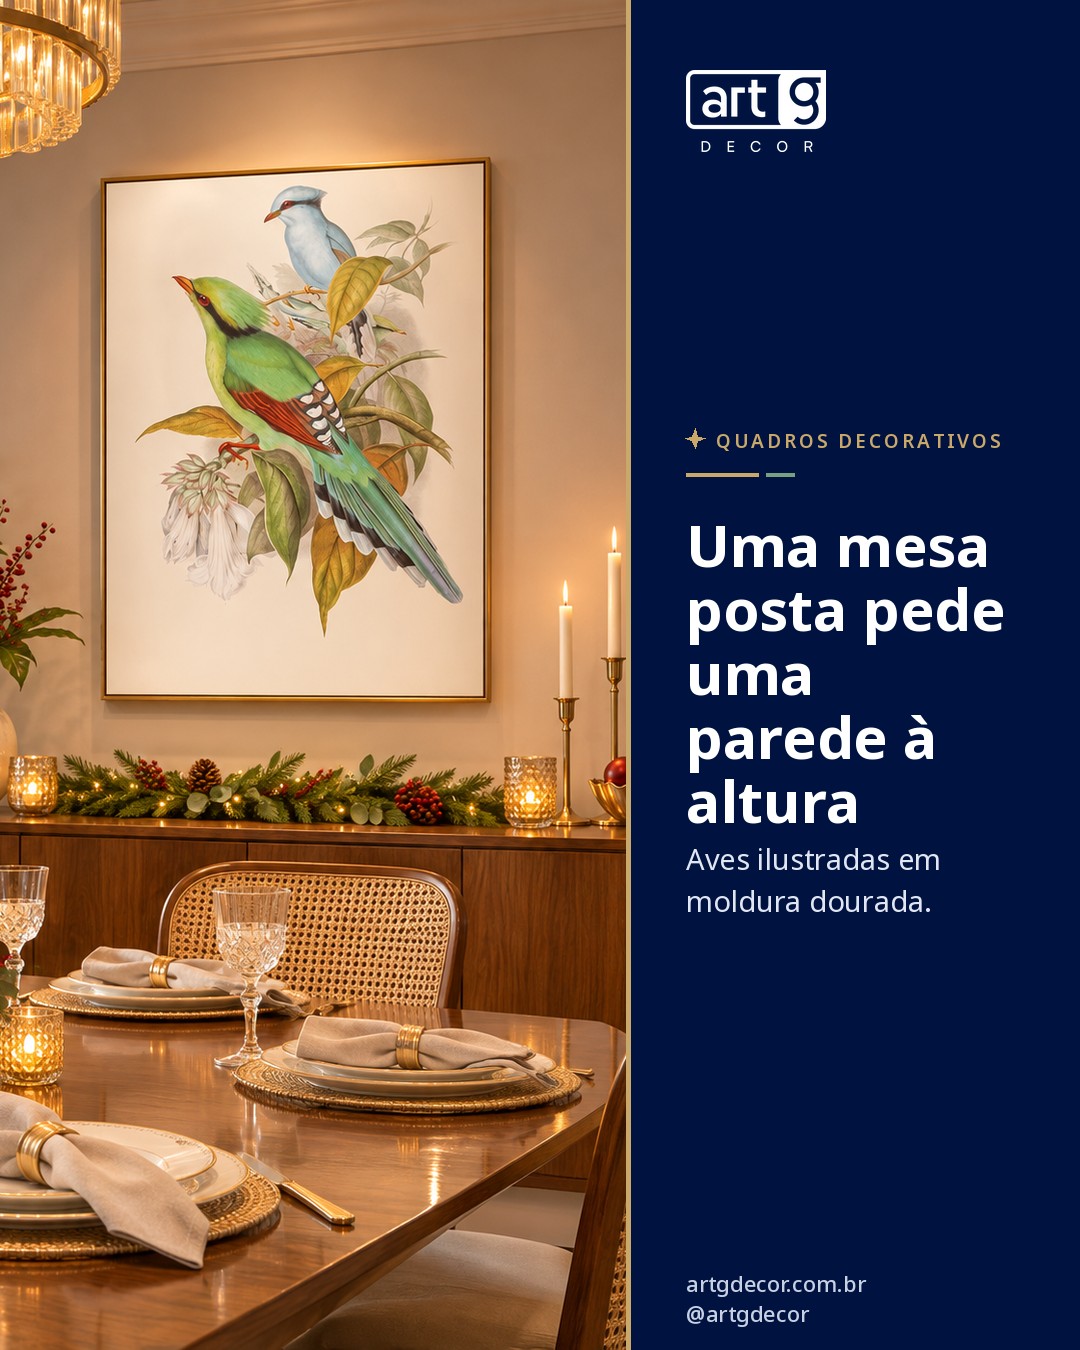 art g
DECOR
QUADROS DECORATIVOS
Uma mesa
posta pede
uma
parede à
altura
Aves ilustradas em
moldura dourada.
artgdecor.com.br
@artgdecor